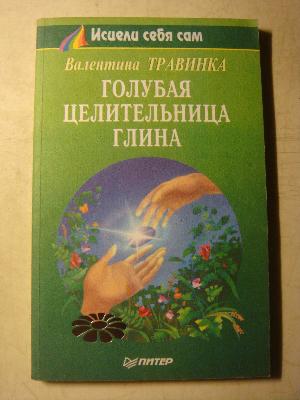 Исцели себя сам
Валентина ТРАВИНКА
ГОЛУБАЯ
ЦЕЛИТЕЛЬНИЦА
ГЛИНА
ПИТЕР